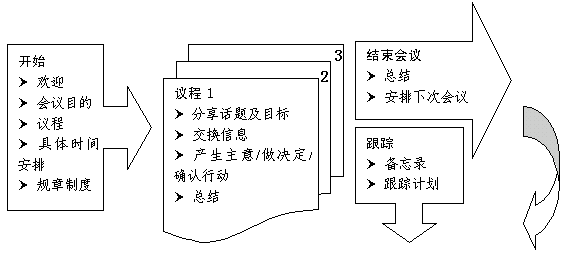 开始
➢ 欢迎
➢ 会议目的
➢ 议程
➢ 具体时间
安排
➢ 规章制度
3
2
议程 1
➢ 分享话题及目标
➢ 交换信息
➢ 产生主意/做决定/
确认行动
➢ 总结
结束会议
➢ 总结
➢ 安排下次会议
跟踪
➢ 备忘录
➢ 跟踪计划